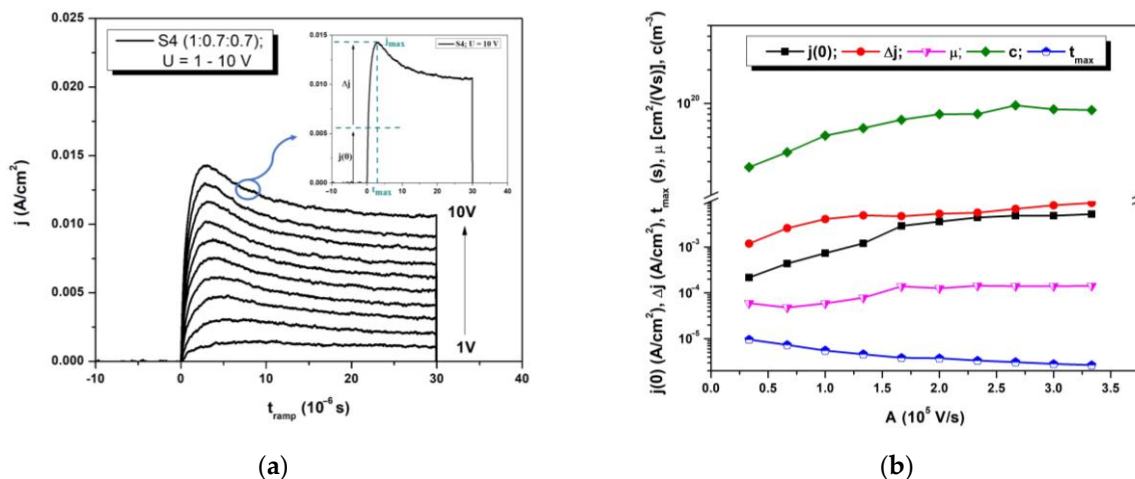 0.025
0.020
0.015
0.010
0.005
0.000
j (A/cm²)
S4 (1:0.7:0.7);
U = 1 - 10 V
0.015
0.010
0.005
0.000
S4; U = 10 V
jmax
Δj
j(0)
tmax
-10 0 10 20 30 40
10V
1V
-10 0 10 20 30 40
t_ramp (10⁻⁶ s)
(a)
j(0) (A/cm²), Δj (A/cm²), t_max (s), μ [cm²/(Vs)], c(m⁻³)
j(0); Δj; μ; c; t_max
10²⁰
10⁻³
10⁻⁴
10⁻⁵
0.0 0.5 1.0 1.5 2.0 2.5 3.0 3.5
A (10⁵ V/s)
(b)